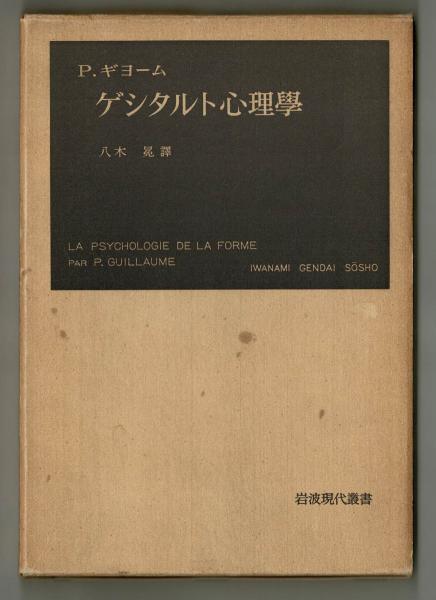 P. ギヨーム
ゲシタルト心理學
八木 冕譯
LA PSYCHOLOGIE DE LA FORME
PAR P. GUILLAUME
IWANAMI GENDAI SŌSHO
岩波現代叢書